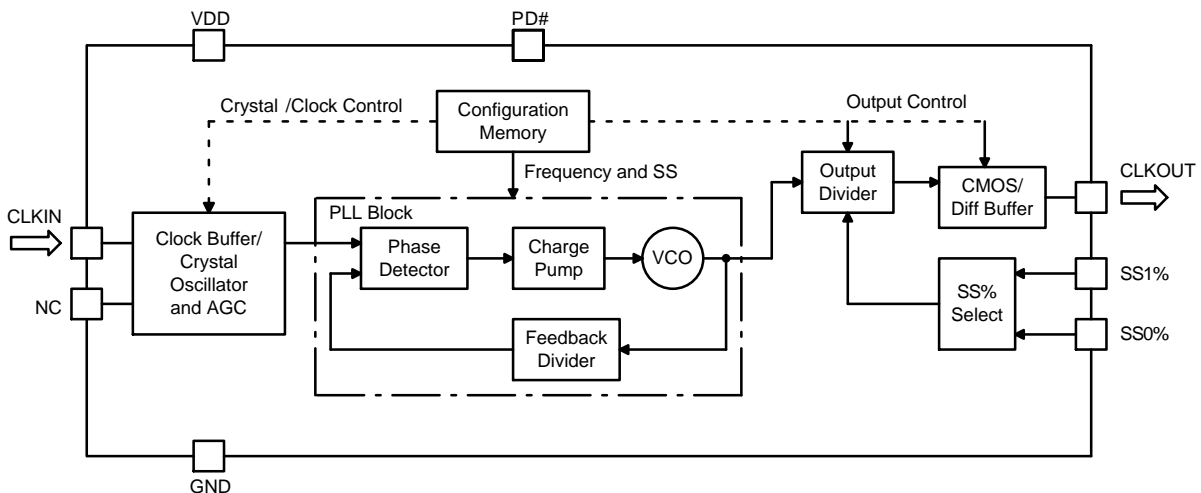 VDD
PD#
Crystal /Clock Control
Configuration
Memory
Output Control
Frequency and SS
Output
Divider
CMOS/
Diff Buffer
CLKOUT
CLKIN
Clock Buffer/
Crystal
Oscillator
and AGC
NC
PLL Block
Phase
Detector
Charge
Pump
VCO
Feedback
Divider
SS%
Select
SS1%
SS0%
GND